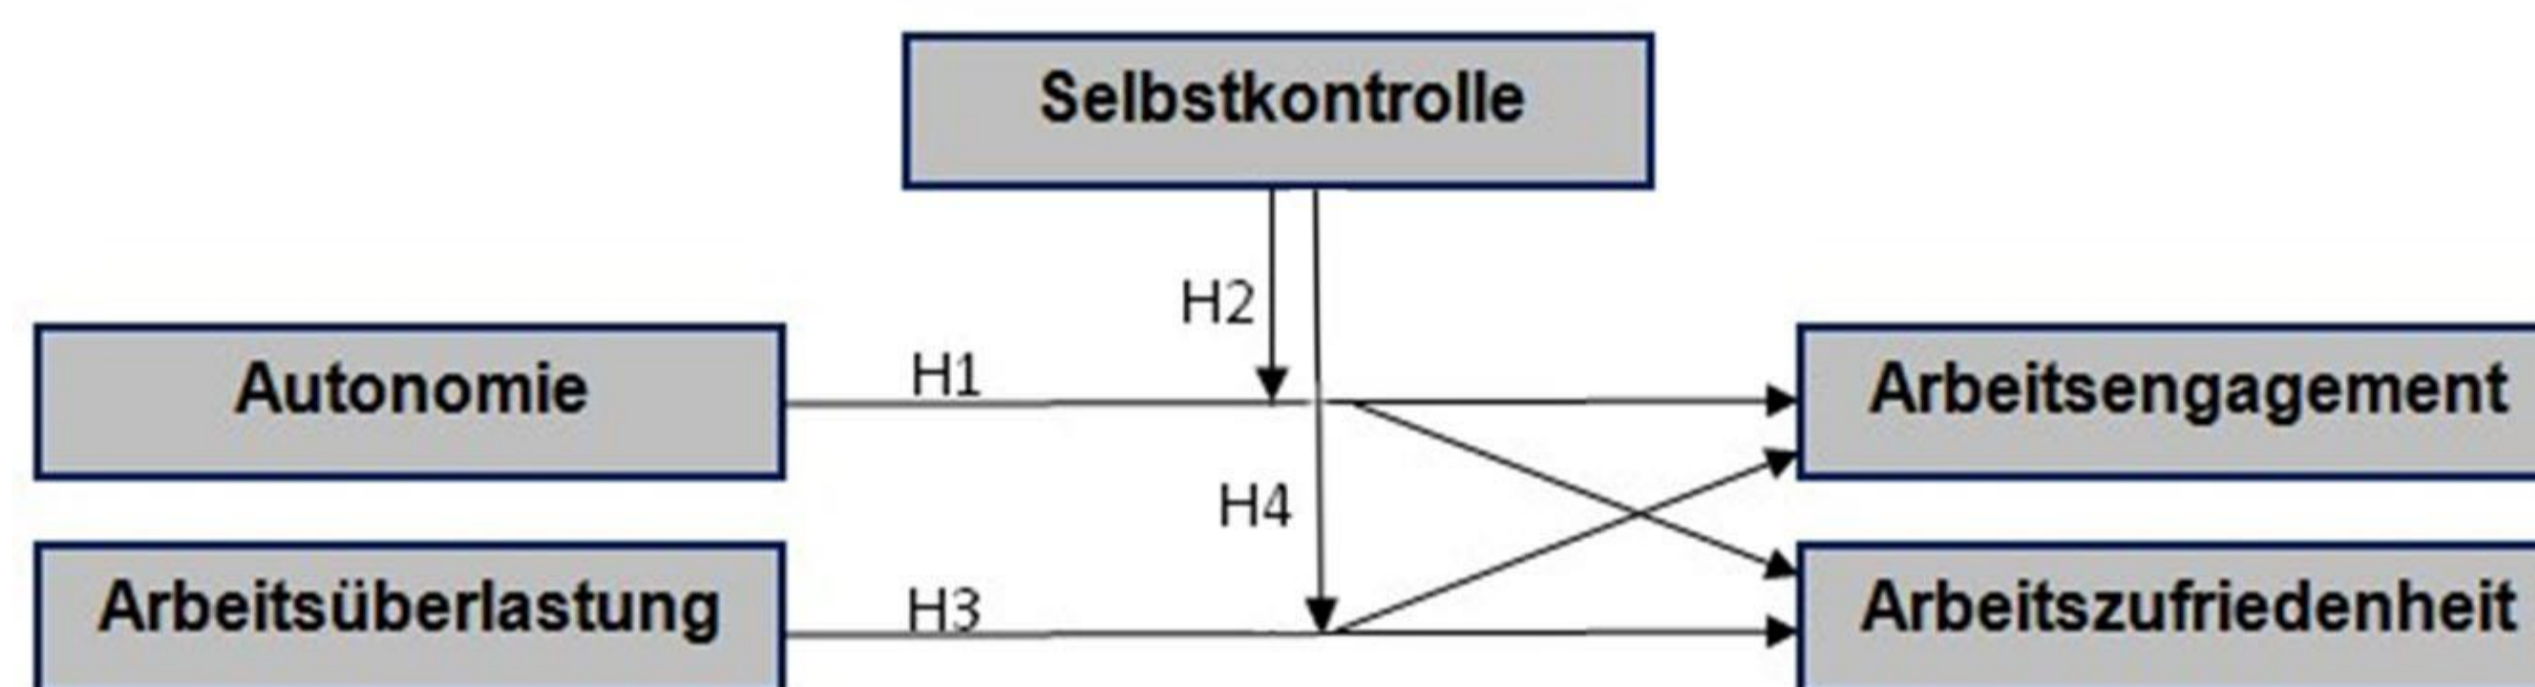 Selbstkontrolle
H2
Autonomie
H1
Arbeitsengagement
H4
Arbeitsüberlastung
H3
Arbeitszufriedenheit